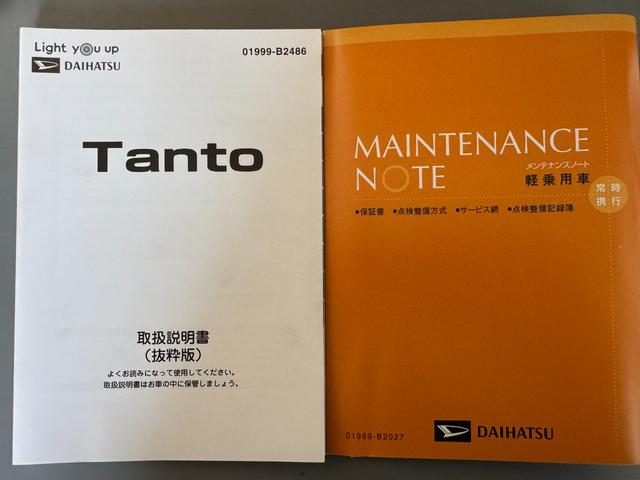 Light you up
DAIHATSU
01999-B2486
Tanto
取扱説明書
(抜粋版)
よくお読みになって使用してください。
取扱説明書はお車の中に保管しましょう。
MAINTENANCE
NOTE
メンテナンスノート
軽乗用車
常時
携行
●保証書 ●点検整備方式 ●サービス網 ●点検整備記録簿
01989-B2027
DAIHATSU